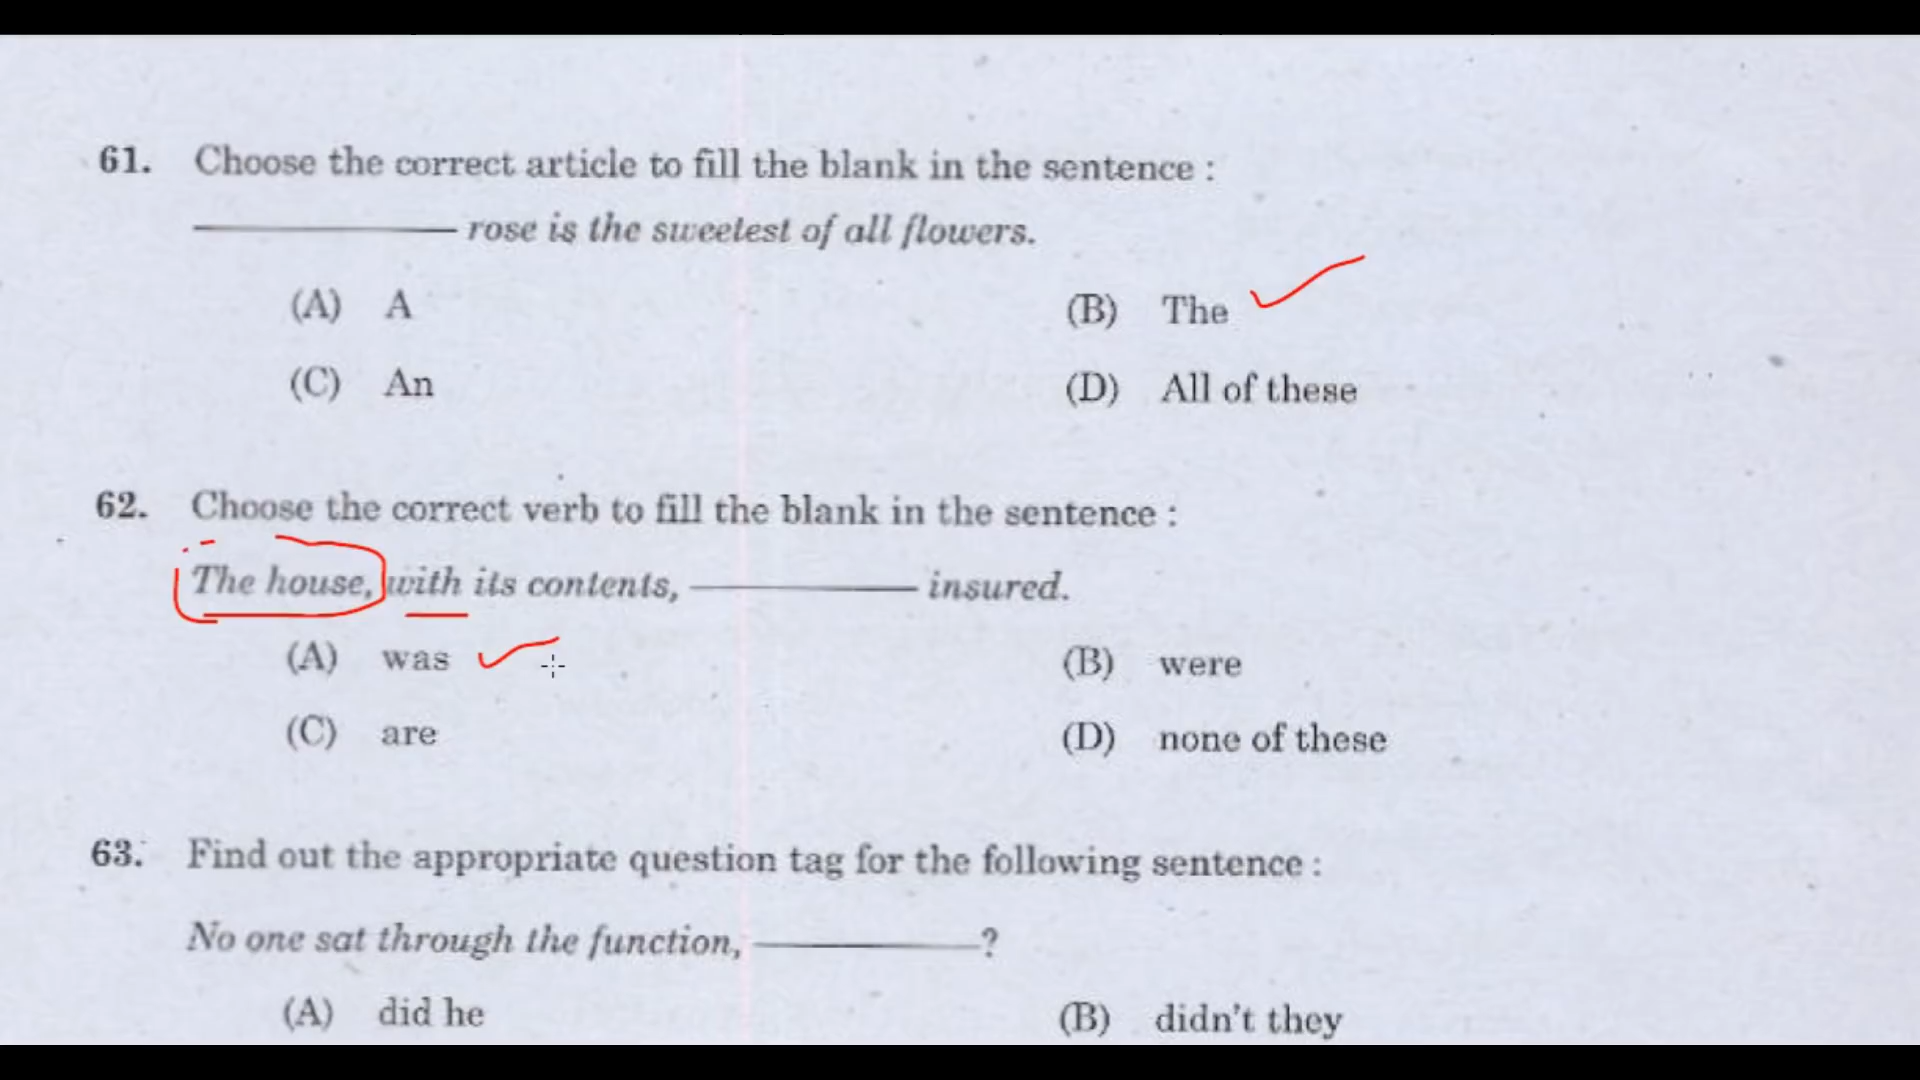 61. Choose the correct article to fill the blank in the sentence :
rose is the sweetest of all flowers.
(A) A (B) The
(C) An (D) All of these
62. Choose the correct verb to fill the blank in the sentence :
The house, with its contents, insured.
(A) was (B) were
(C) are (D) none of these
63. Find out the appropriate question tag for the following sentence :
No one sat through the function, ?
(A) did he (B) didn't they